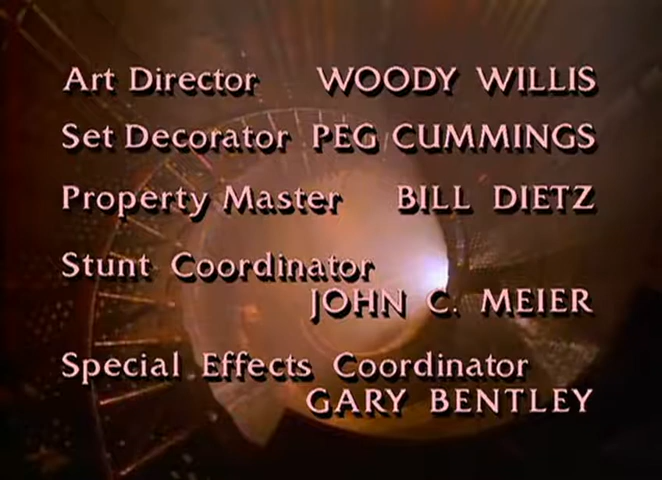 Art Director WOODY WILLIS
Set Decorator PEG CUMMINGS
Property Master BILL DIETZ
Stunt Coordinator
JOHN C. MEIER
Special Effects Coordinator
GARY BENTLEY